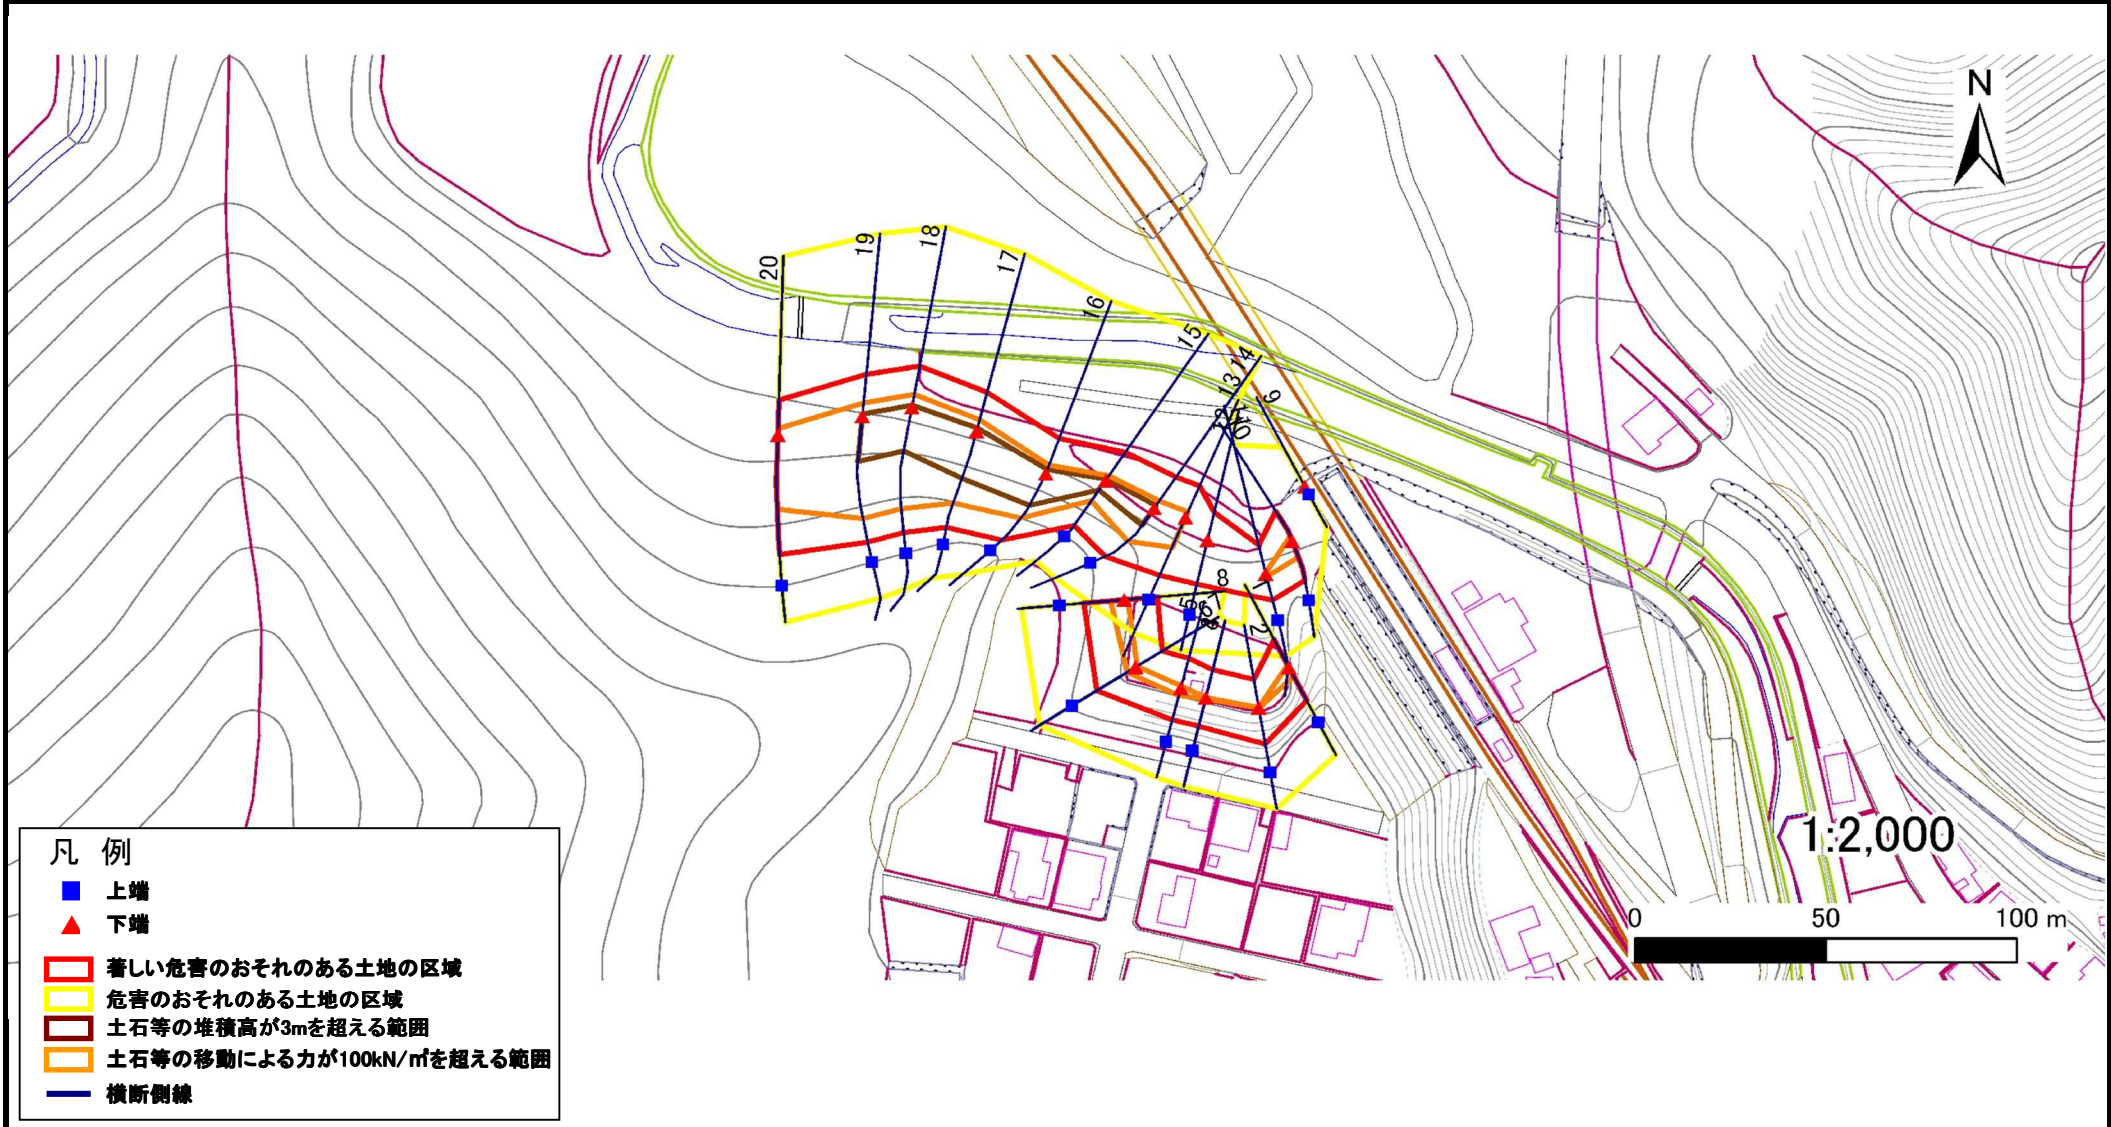 N
20
19
18
17
16
15
14
13
9
8
1
2
5
1:2,000
0 50 100 m
凡 例
上端
下端
著しい危害のおそれのある土地の区域
危害のおそれのある土地の区域
土石等の堆積高が3mを超える範囲
土石等の移動による力が100kN/㎡を超える範囲
横断側線